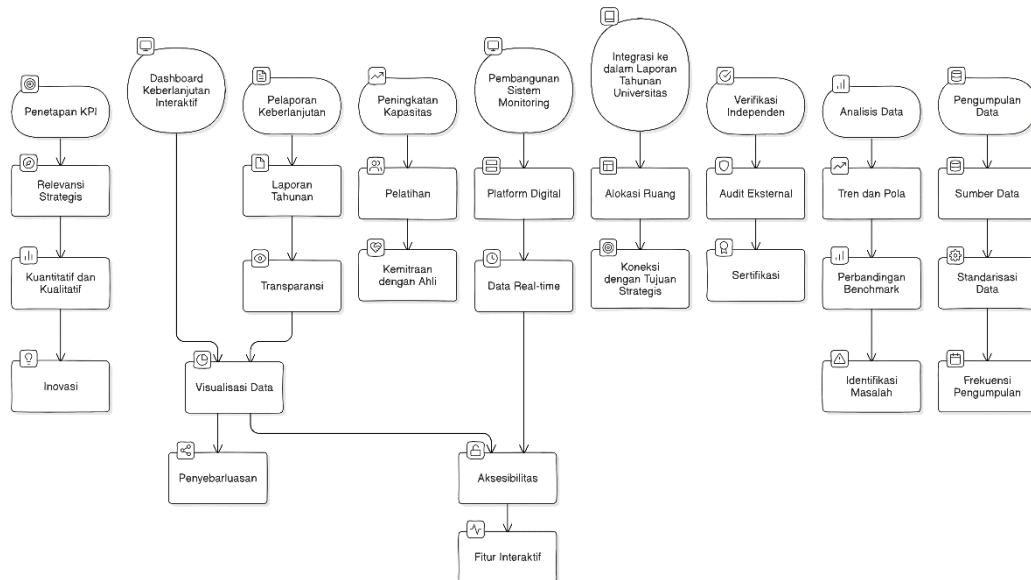 Penetapan KPI
Dashboard
Keberlanjutan
Interaktif
Pelaporan
Keberlanjutan
Peningkatan
Kapasitas
Pembangunan
Sistem
Monitoring
Integrasi ke
dalam Laporan
Tahunan
Universitas
Verifikasi
Independen
Analisis Data
Pengumpulan
Data
Relevansi
Strategis
Laporan
Tahunan
Pelatihan
Platform Digital
Alokasi Ruang
Audit Eksternal
Tren dan Pola
Sumber Data
Kuantitatif dan
Kualitatif
Transparansi
Kemitraan
dengan Ahli
Data Real-time
Koneksi
dengan Tujuan
Strategis
Sertifikasi
Perbandingan
Benchmark
Standarisasi
Data
Inovasi
Visualisasi Data
Identifikasi
Masalah
Frekuensi
Pengumpulan
Penyebarluasan
Aksesibilitas
Fitur Interaktif